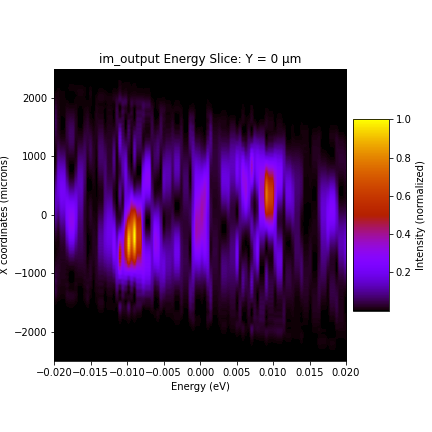 im_output Energy Slice: Y = 0 μm
2000
1000
0
−1000
−2000
X coordinates (microns)
−0.020 −0.015 −0.010 −0.005 0.000 0.005 0.010 0.015 0.020
Energy (eV)
1.0
0.8
0.6
0.4
0.2
Intensity (normalized)